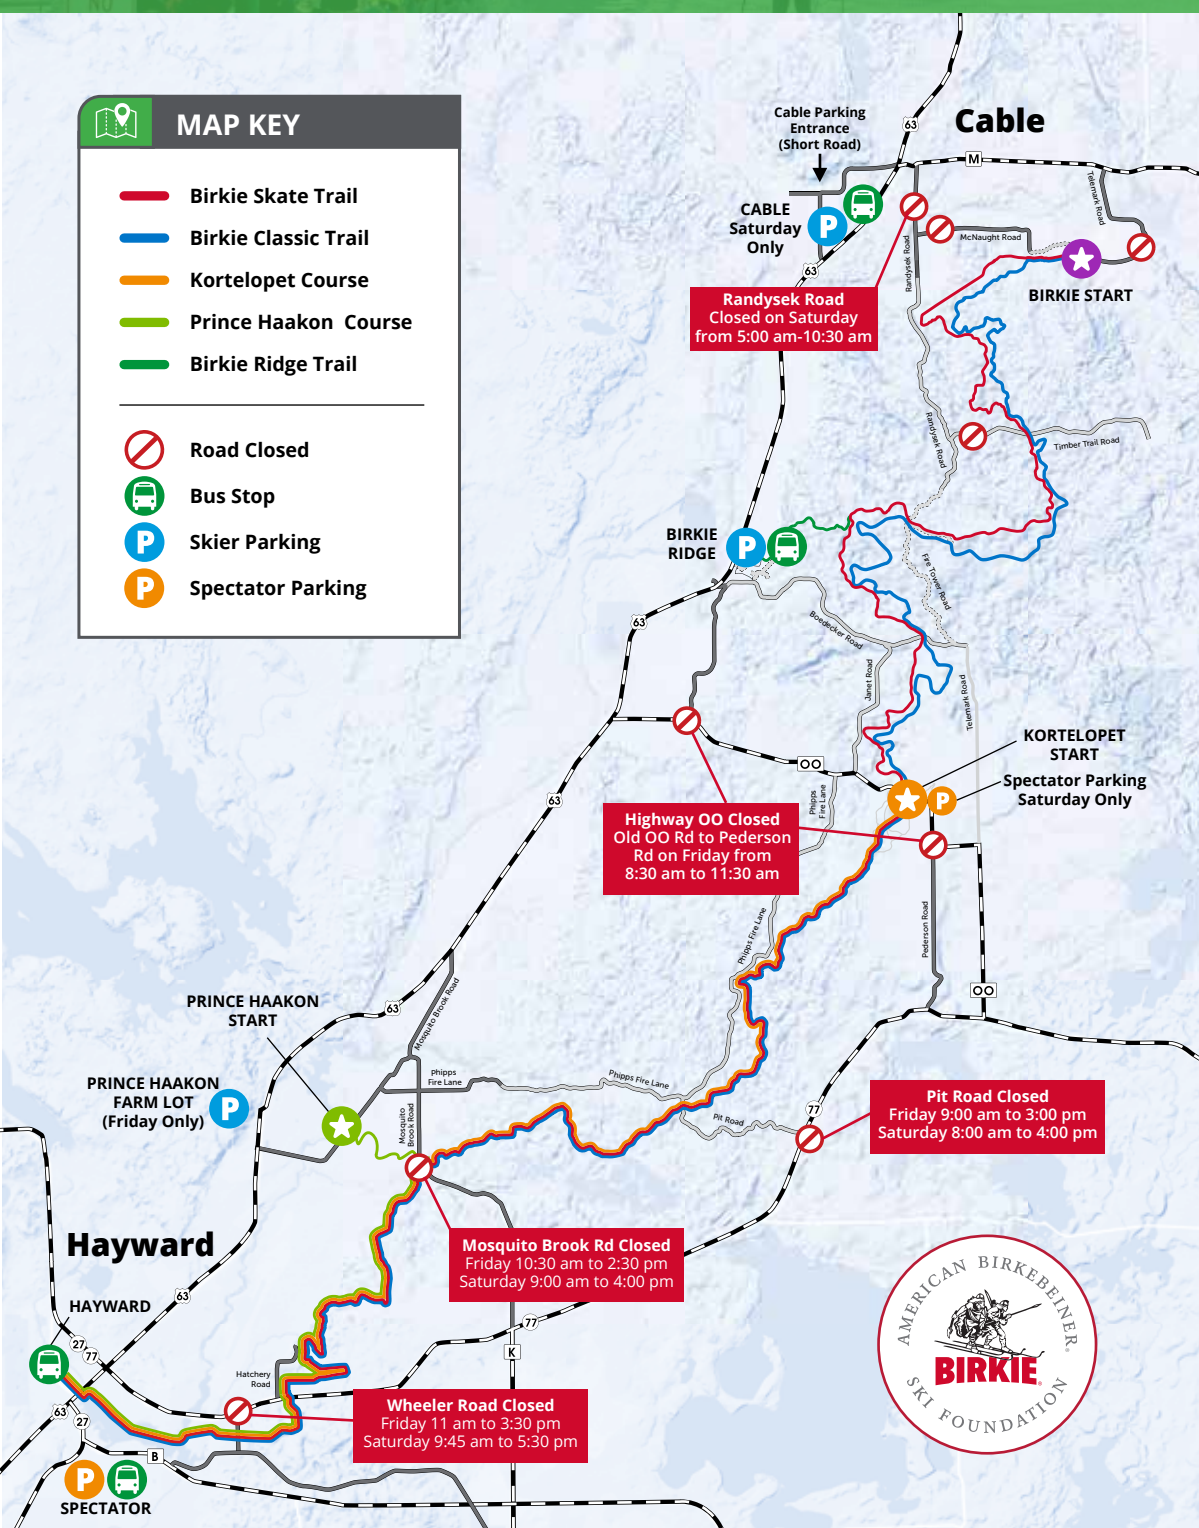 MAP KEY
Birkie Skate Trail
Birkie Classic Trail
Kortelopet Course
Prince Haakon  Course
Birkie Ridge Trail
Road Closed
Bus Stop
P
Skier Parking
P
Spectator Parking
Cable Parking
Entrance
(Short Road)
63
Cable
M
Telemark Road
CABLE
Saturday
Only
P
63
Randysek Road
McNaught Road
BIRKIE START
Randysek Road
Closed on Saturday
from 5:00 am-10:30 am
Randysek Road
Timber Trail Road
BIRKIE
RIDGE
P
Fire Tower Road
63
Boedecker Road
Janet Road
Telemark Road
KORTELOPET
START
OO
Spectator Parking
Saturday Only
P
63
Phipps
Fire Lane
Highway OO Closed
Old OO Rd to Pederson
Rd on Friday from
8:30 am to 11:30 am
Phipps Fire Lane
Pederson Road
OO
PRINCE HAAKON
START
63
Mosquito Brook Road
Phipps
Fire Lane
Phipps Fire Lane
PRINCE HAAKON
FARM LOT
(Friday Only)
P
Mosquito
Brook Road
Pit Road
77
Pit Road Closed
Friday 9:00 am to 3:00 pm
Saturday 8:00 am to 4:00 pm
Hayward
Mosquito Brook Rd Closed
Friday 10:30 am to 2:30 pm
Saturday 9:00 am to 4:00 pm
63
HAYWARD
27
77
77
K
Hatchery
Road
Wheeler Road Closed
Friday 11 am to 3:30 pm
Saturday 9:45 am to 5:30 pm
63
27
B
P
SPECTATOR
AMERICAN BIRKEBEINER®
BIRKIE®
SKI FOUNDATION